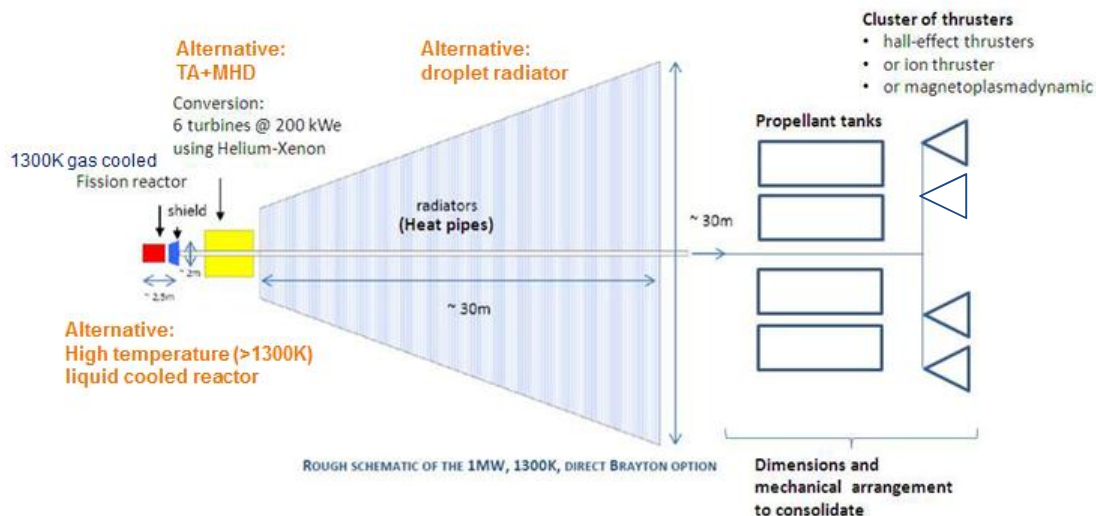 Alternative:
TA+MHD
Conversion:
6 turbines @ 200 kWe
using Helium-Xenon
Alternative:
droplet radiator
Cluster of thrusters
• hall-effect thrusters
• or ion thruster
• or magnetoplasmadynamic
Propellant tanks
1300K gas cooled
Fission reactor
shield
radiators
(Heat pipes)
~ 30m
~ 2m
~ 2,5m
~ 30m
Alternative:
High temperature (>1300K)
liquid cooled reactor
ROUGH SCHEMATIC OF THE 1MW, 1300K, DIRECT BRAYTON OPTION
Dimensions and
mechanical arrangement
to consolidate